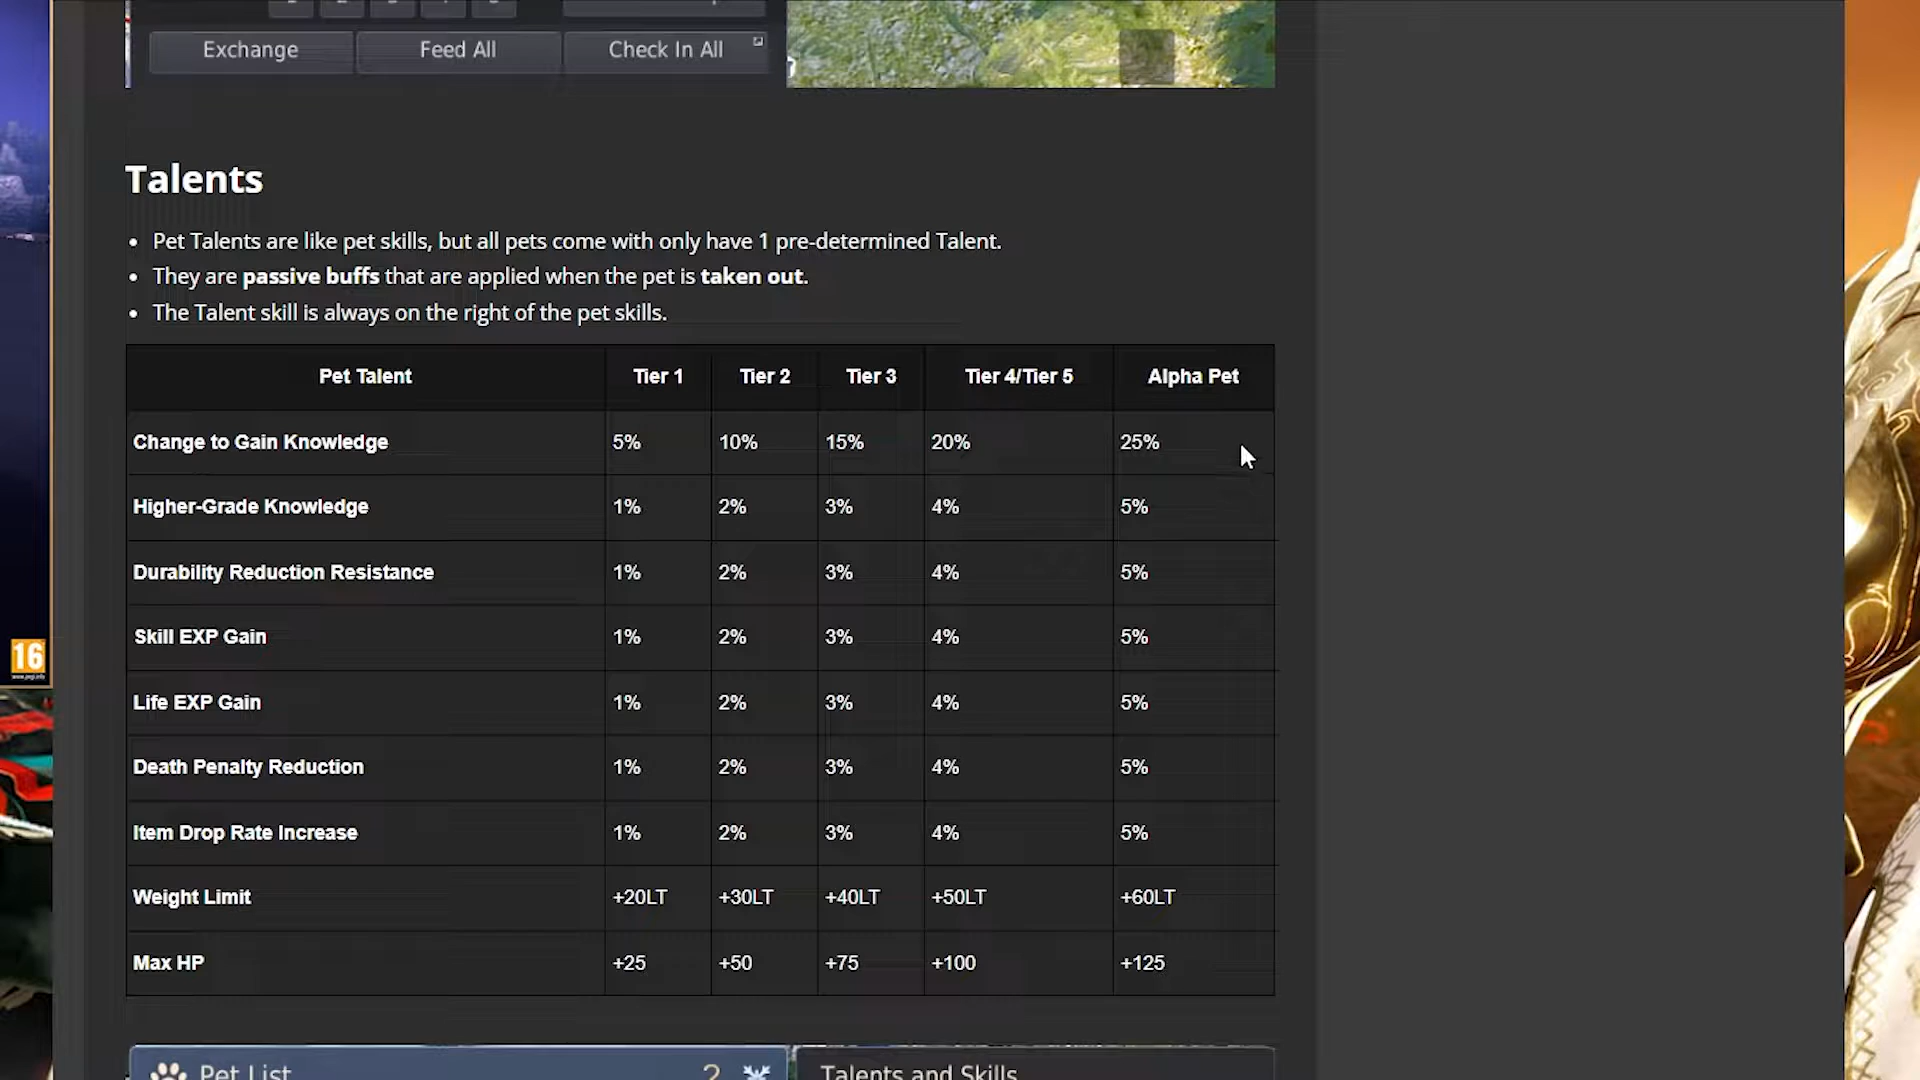 Exchange Feed All Check In All
Talents
• Pet Talents are like pet skills, but all pets come with only have 1 pre-determined Talent.
• They are passive buffs that are applied when the pet is taken out.
• The Talent skill is always on the right of the pet skills.
Pet Talent Tier 1 Tier 2 Tier 3 Tier 4/Tier 5 Alpha Pet
Change to Gain Knowledge 5% 10% 15% 20% 25%
Higher-Grade Knowledge 1% 2% 3% 4% 5%
Durability Reduction Resistance 1% 2% 3% 4% 5%
Skill EXP Gain 1% 2% 3% 4% 5%
Life EXP Gain 1% 2% 3% 4% 5%
Death Penalty Reduction 1% 2% 3% 4% 5%
Item Drop Rate Increase 1% 2% 3% 4% 5%
Weight Limit +20LT +30LT +40LT +50LT +60LT
Max HP +25 +50 +75 +100 +125
16
www.pegi.info
Pet List ?
Talents and Skills